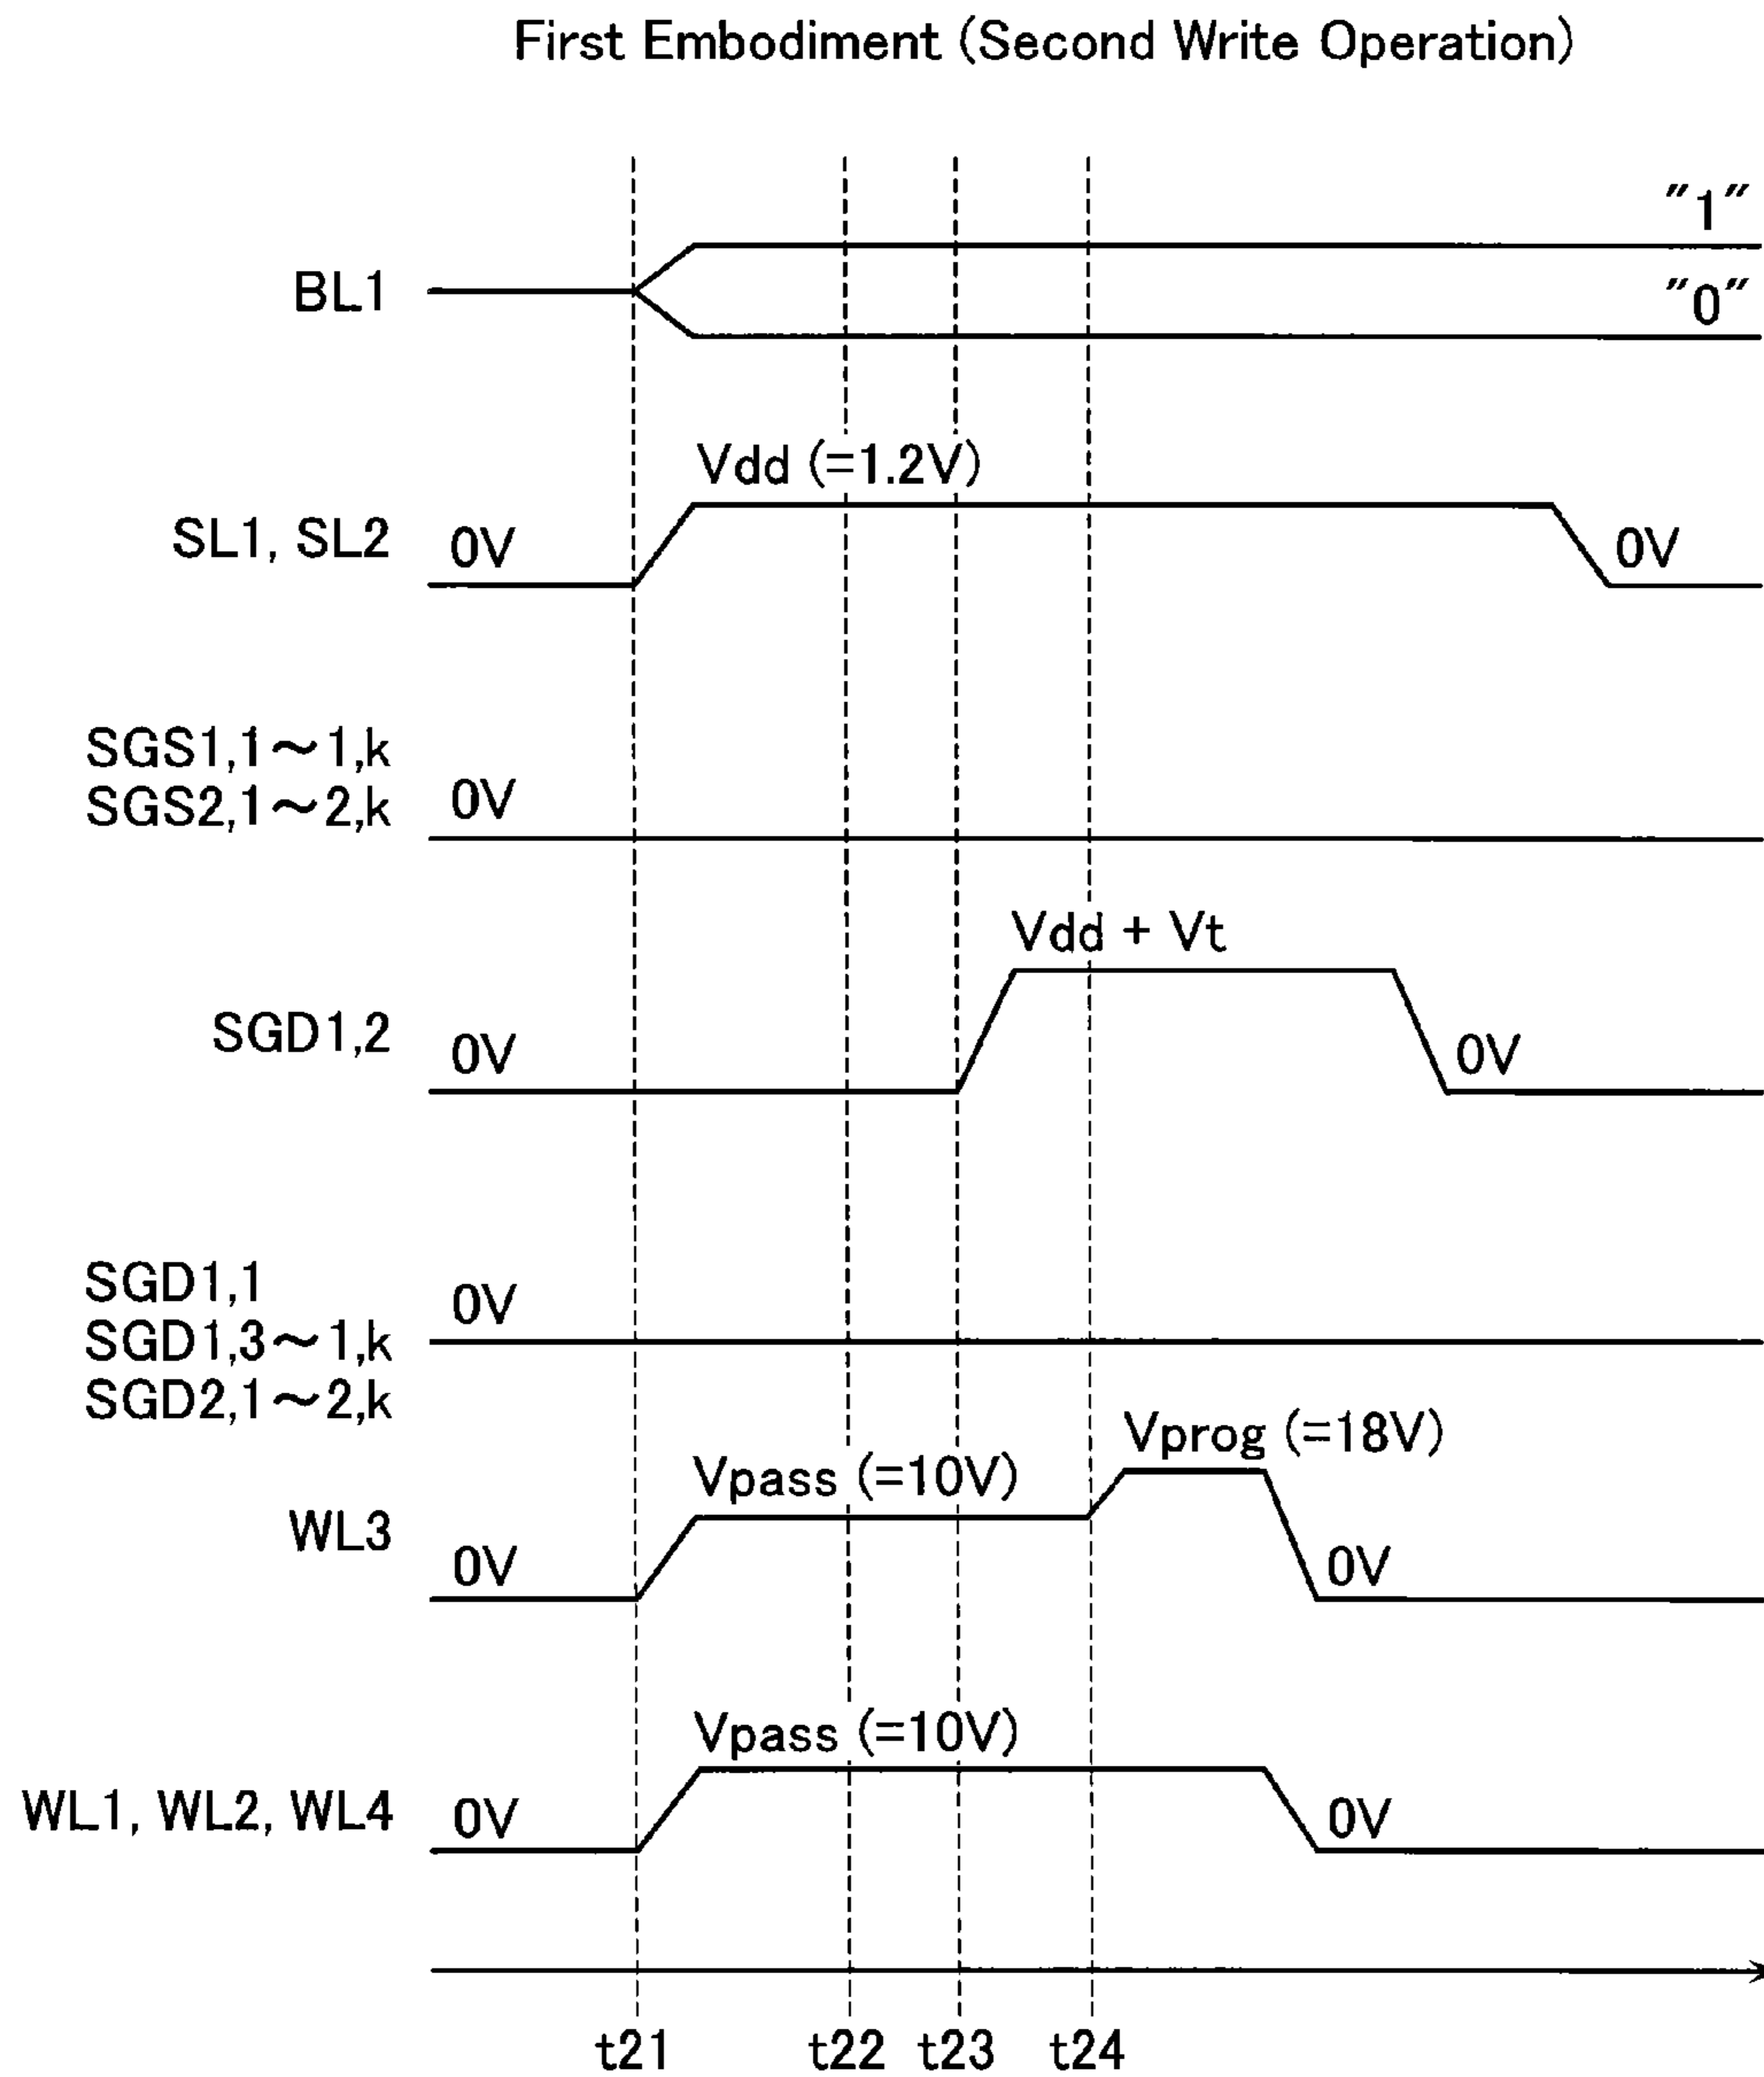 First Embodiment (Second Write Operation)
"1"
BL1
"0"
Vdd (=1.2V)
SL1, SL2
0V
0V
SGS1,1～1,k
SGS2,1～2,k
0V
Vdd + Vt
SGD1,2
0V
0V
SGD1,1
SGD1,3～1,k
SGD2,1～2,k
0V
Vprog (=18V)
Vpass (=10V)
WL3
0V
0V
Vpass (=10V)
WL1, WL2, WL4
0V
0V
t21 t22 t23 t24